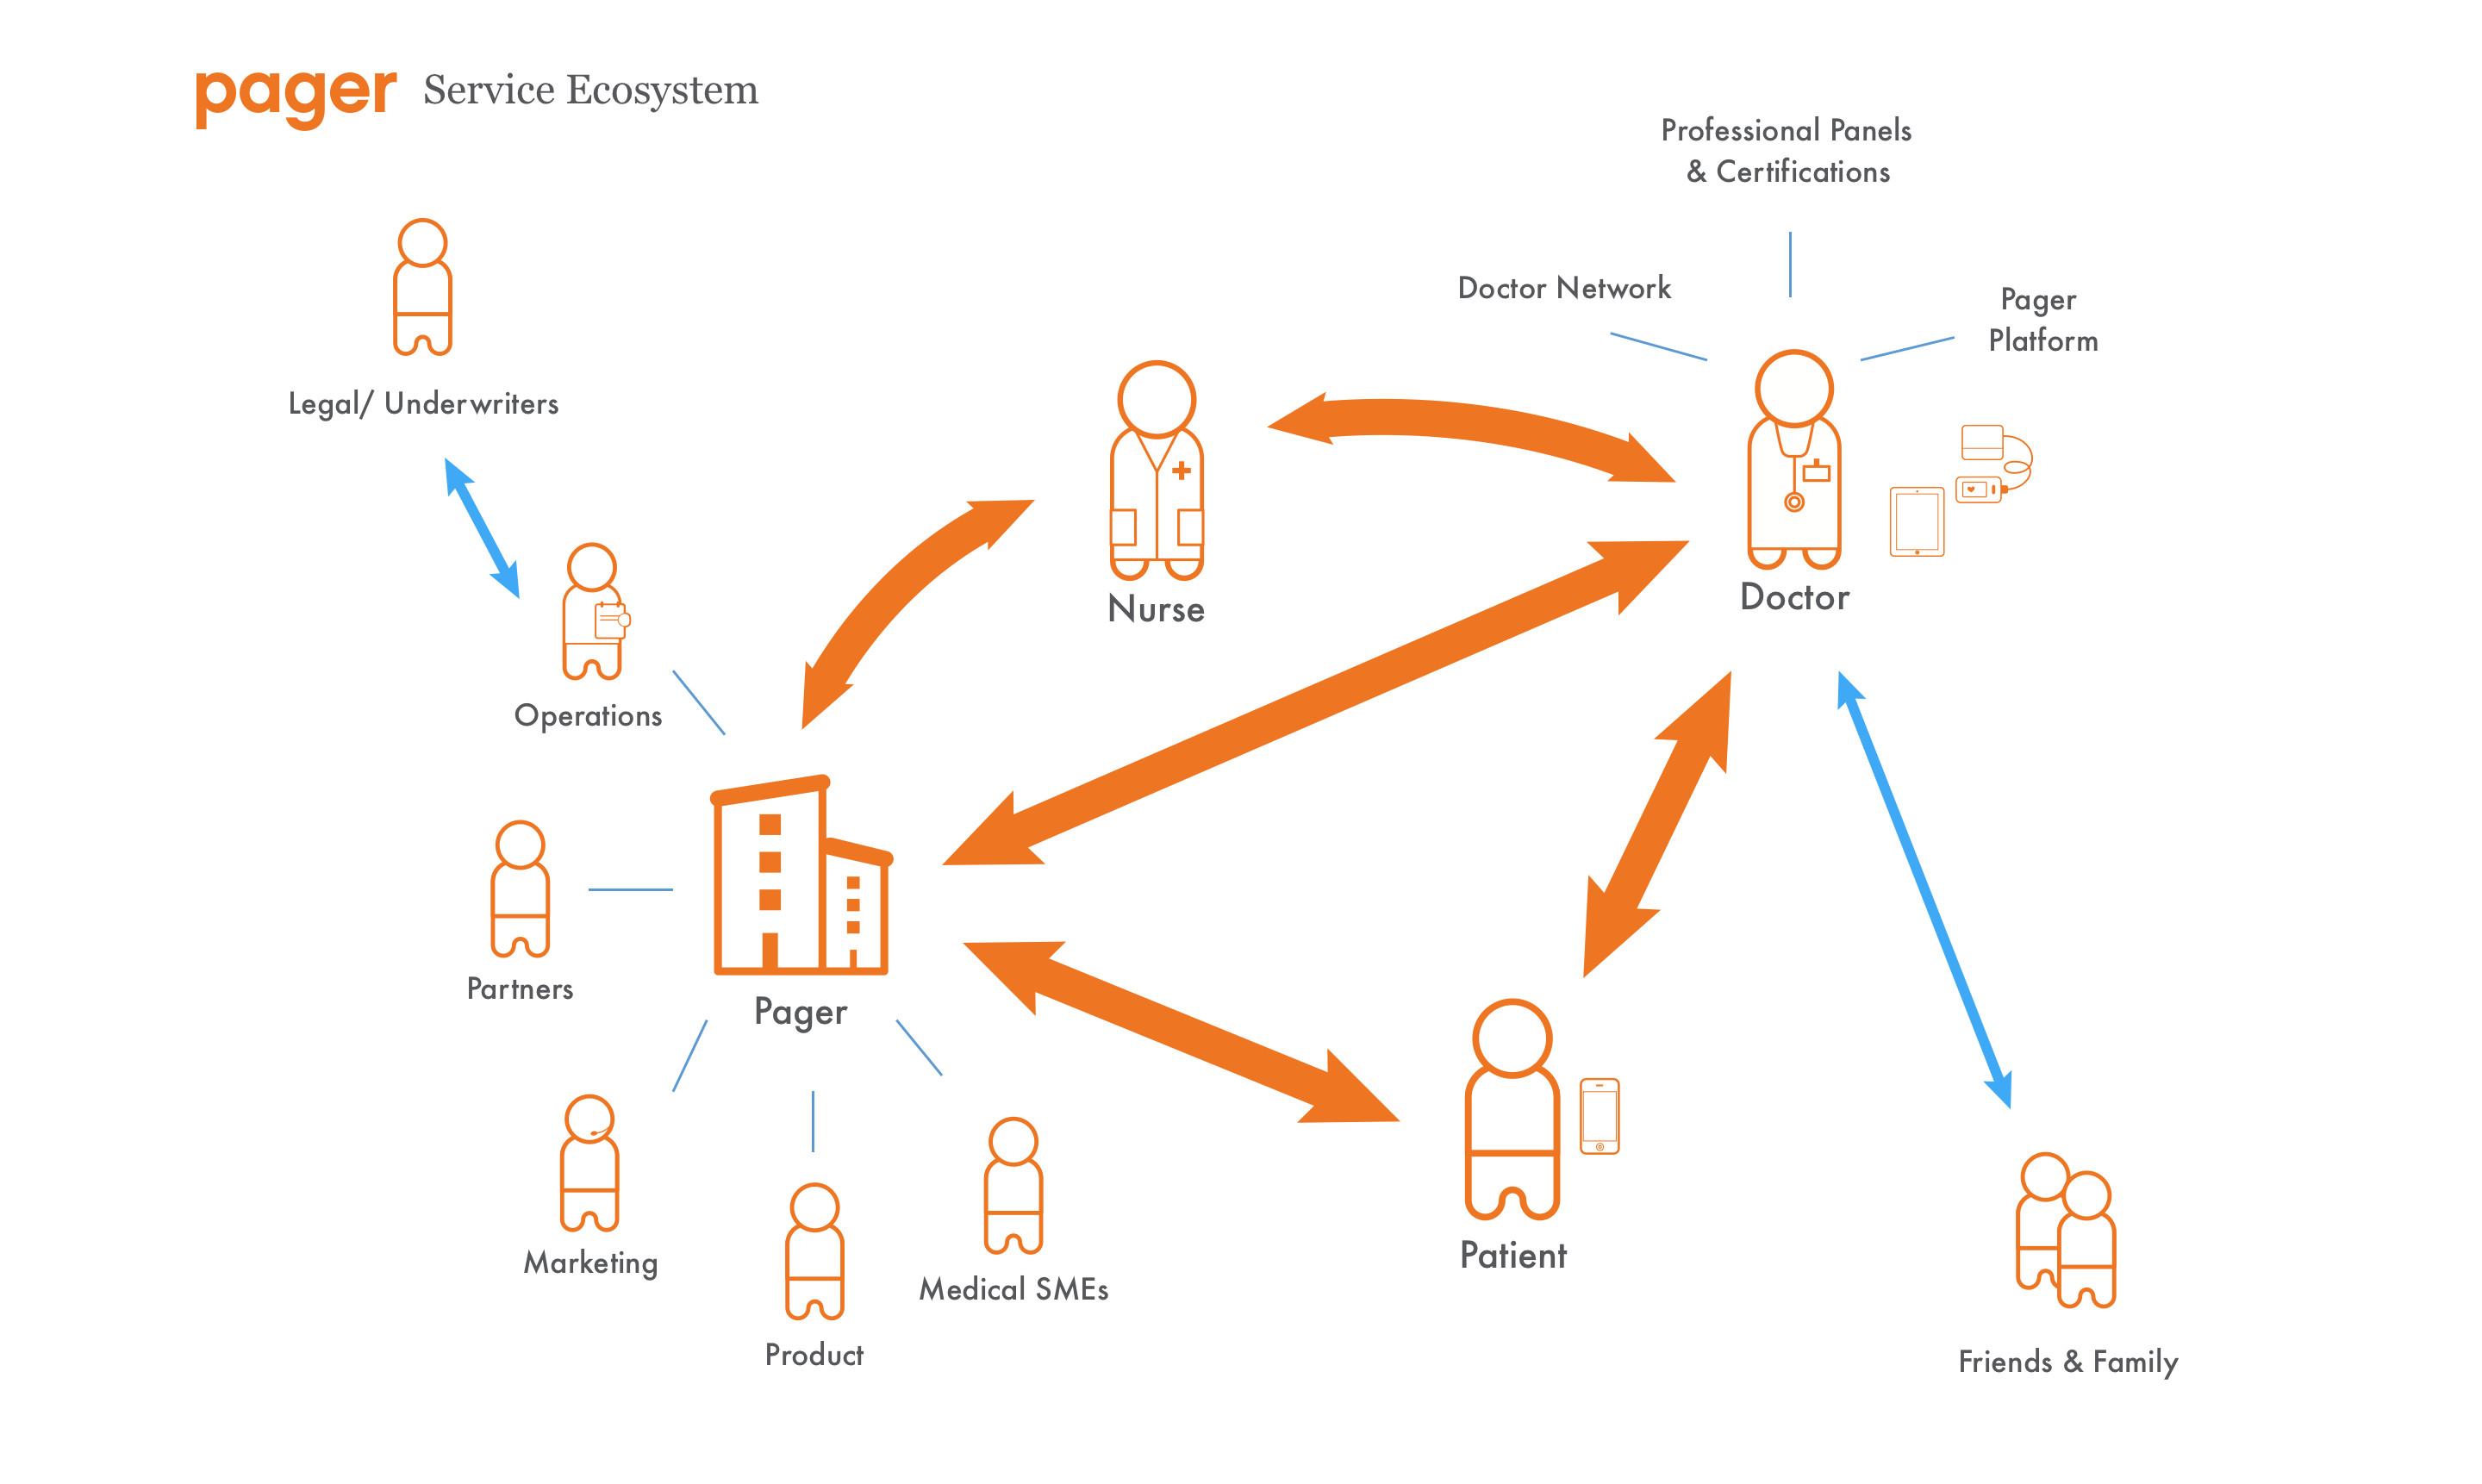 pager Service Ecosystem
Professional Panels
& Certifications
Doctor Network
Pager
Platform
Legal/ Underwriters
Nurse
Doctor
Operations
Partners
Pager
Patient
Marketing
Medical SMEs
Product
Friends & Family